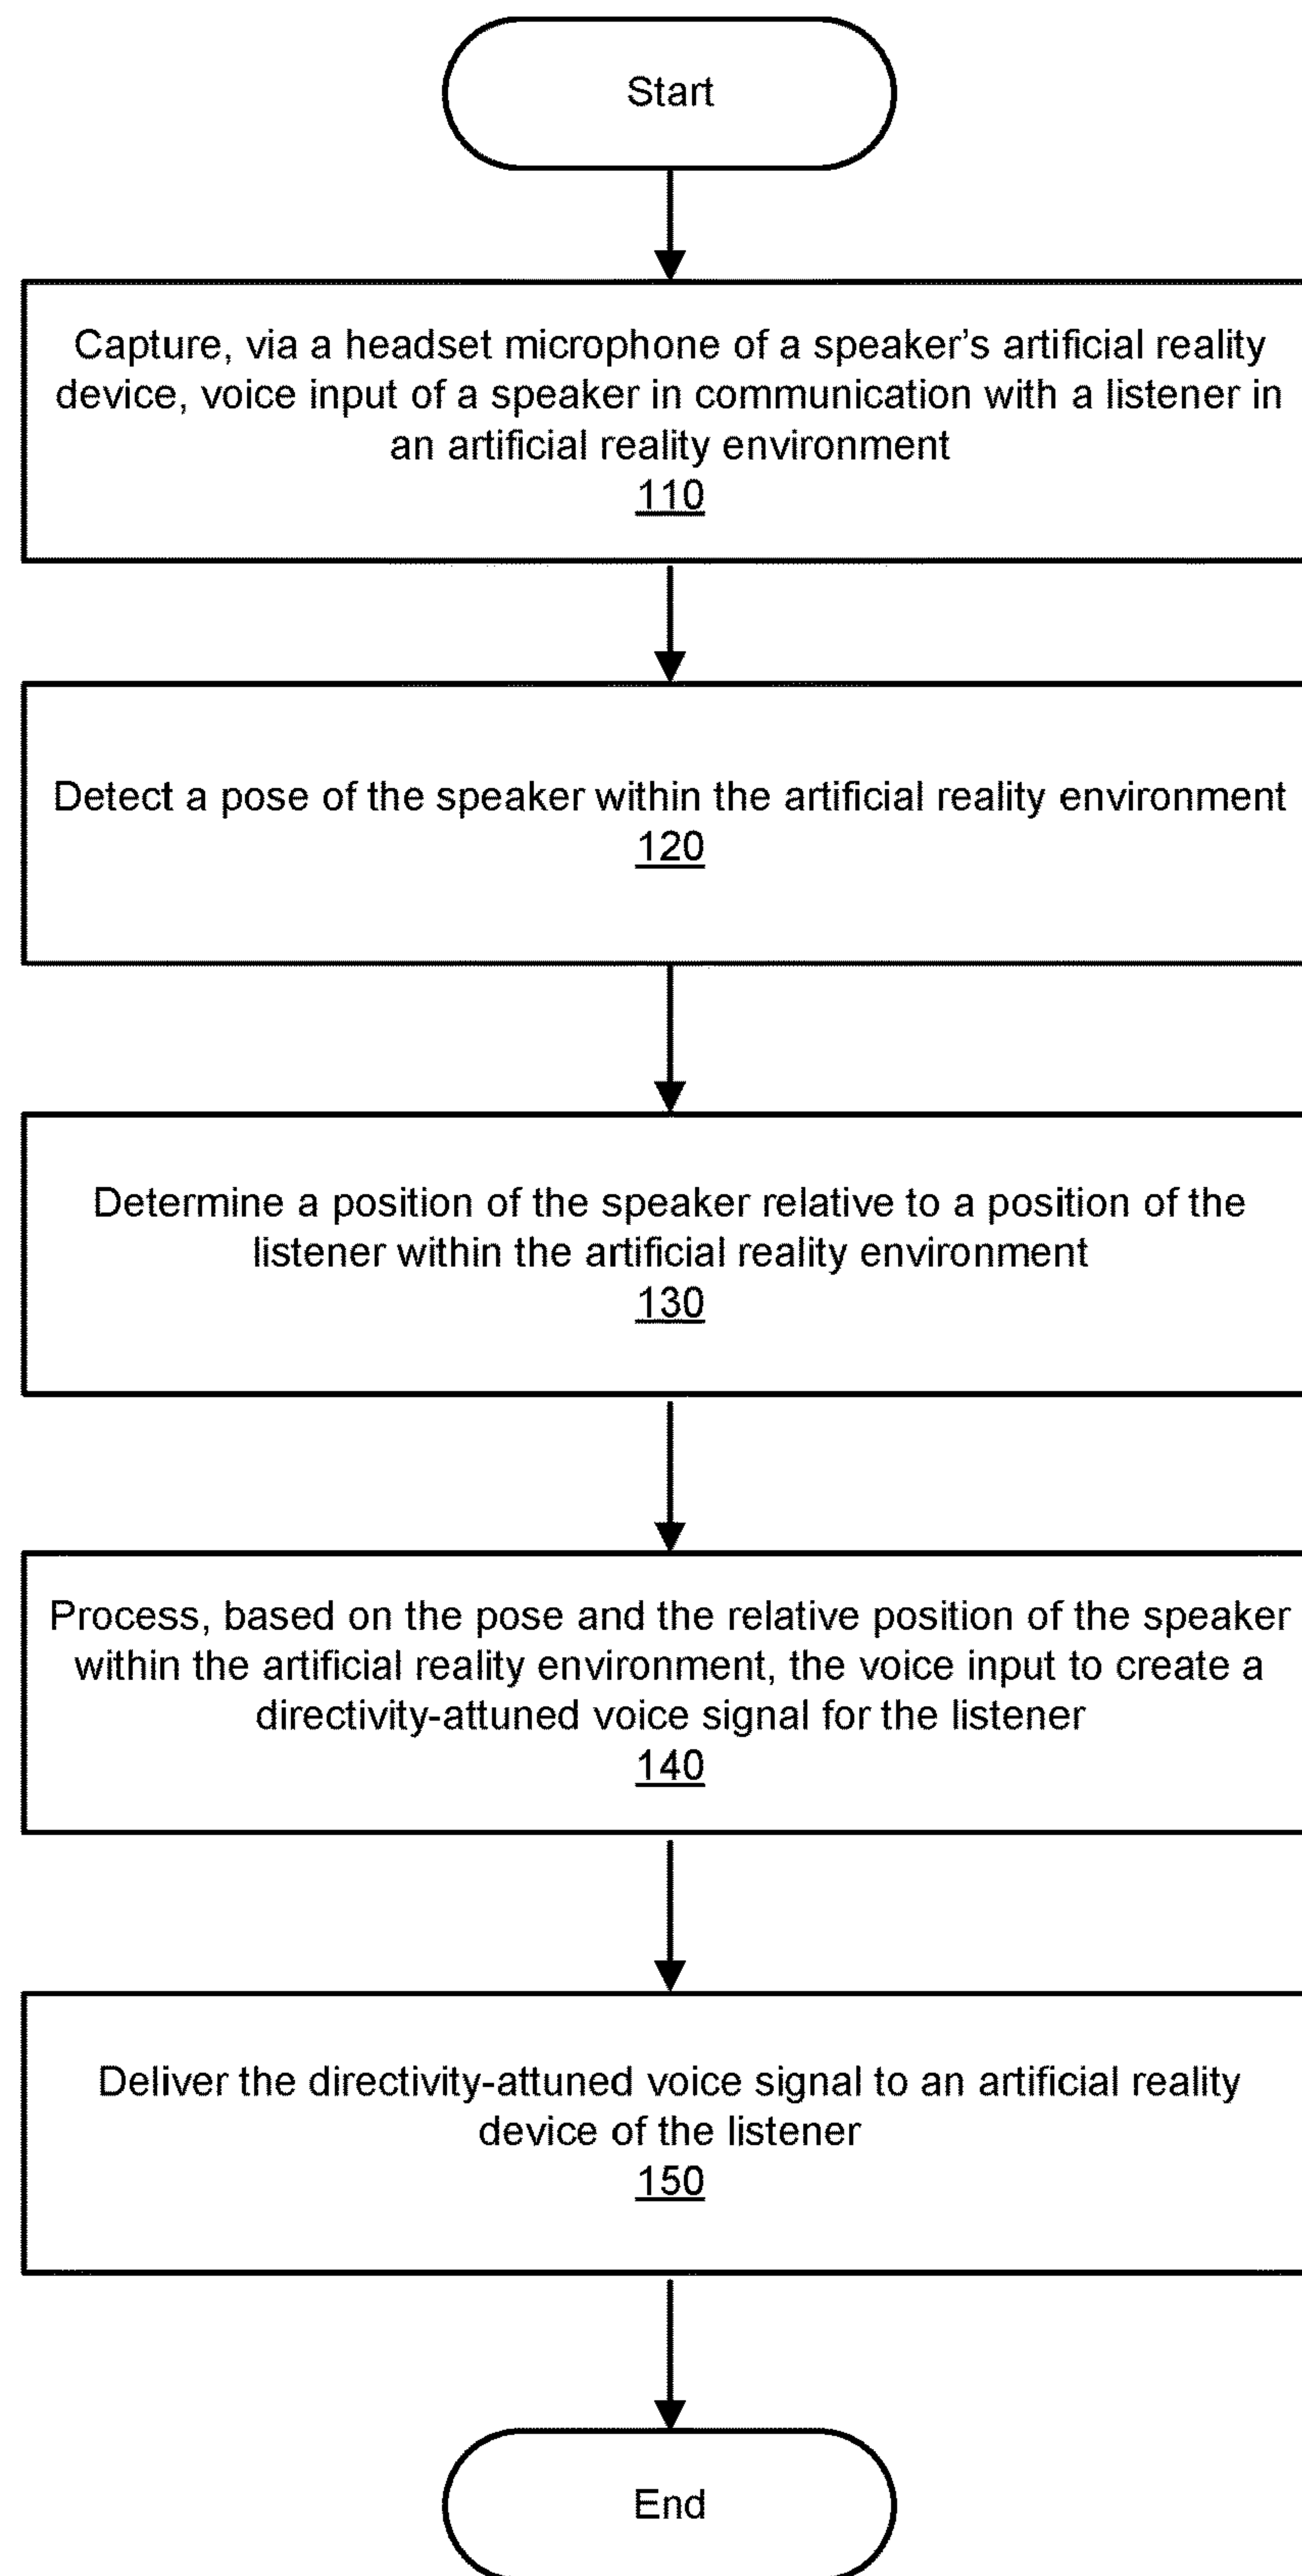 Start
Capture, via a headset microphone of a speaker’s artificial reality
device, voice input of a speaker in communication with a listener in
an artificial reality environment
110
Detect a pose of the speaker within the artificial reality environment
120
Determine a position of the speaker relative to a position of the
listener within the artificial reality environment
130
Process, based on the pose and the relative position of the speaker
within the artificial reality environment, the voice input to create a
directivity-attuned voice signal for the listener
140
Deliver the directivity-attuned voice signal to an artificial reality
device of the listener
150
End